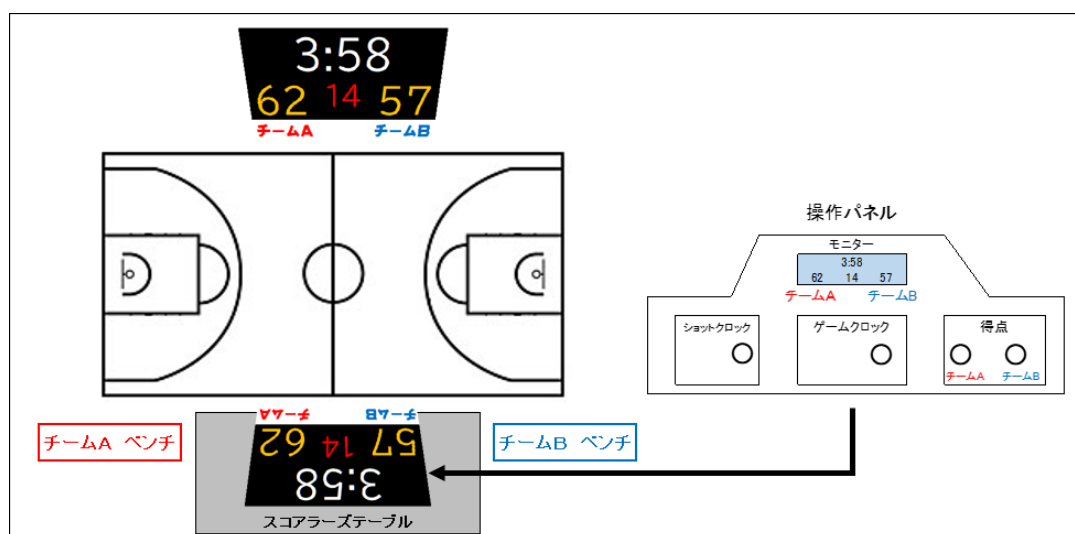 3:58
62 14 57
チームA チームB
操作パネル
モニター
3:58
62 14 57
チームA チームB
ショットクロック ゲームクロック 得点
チームA チームB
チームA ベンチ
チームA チームB
62 14 57
3:58
スコアラーズテーブル
チームB ベンチ